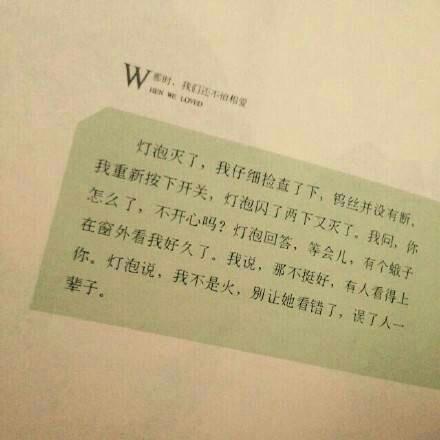 那时，我们还不怕相爱
WHEN WE LOVED
灯泡灭了，我仔细检查了下，钨丝并没有断，
我重新按下开关，灯泡闪了两下又灭了。我问，你
怎么了，不开心吗？灯泡回答，等会儿，有个蛾子
在窗外看我好久了。我说，那不挺好，有人看得上
你。灯泡说，我不是火，别让她看错了，误了人一
辈子。